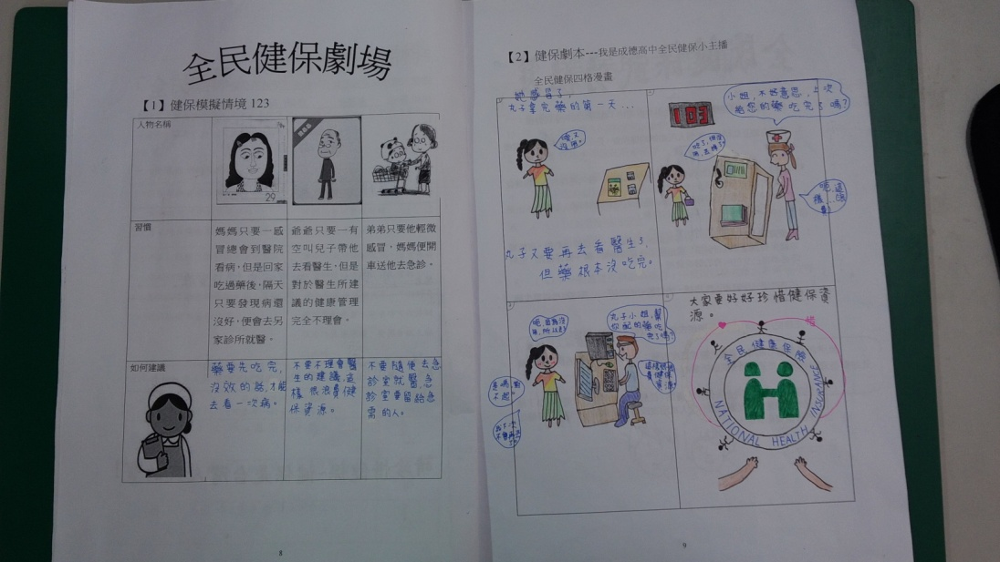 全民健保劇場
【1】健保模擬情境 123
人物名稱
29
習慣
媽媽只要一感
冒總會到醫院
看病,但是回家
吃過藥後,隔天
只要發現病還
沒好,便會去另
家診所就醫。
爺爺只要一有
空叫兒子帶他
去看醫生,但是
對於醫生所建
議的健康管理
完全不理會。
弟弟只要他輕微
感冒,媽媽便開
車送他去急診。
如何建議
藥要先吃完,
沒效的話,才能
去看一次病。
不要不理會醫
生的建議,這
樣很浪費健
保資源。
不要隨便去急
診室就醫,急
診室要留給急
需的人。
8
【2】健保劇本---我是成德高中全民健保小主播
全民健保四格漫畫
她感冒了,
丸子拿完藥的第一天...
丸子又要再去看醫生了,
但藥根本沒吃完。
103
小姐,不好意思,上次
給您的藥吃完了嗎?
丸子小姐,幫
你配的藥吃
完了嗎?
大家要好好珍惜健保資
源。
惜
全民健康保險
NATIONAL HEALTH INSURANCE
9